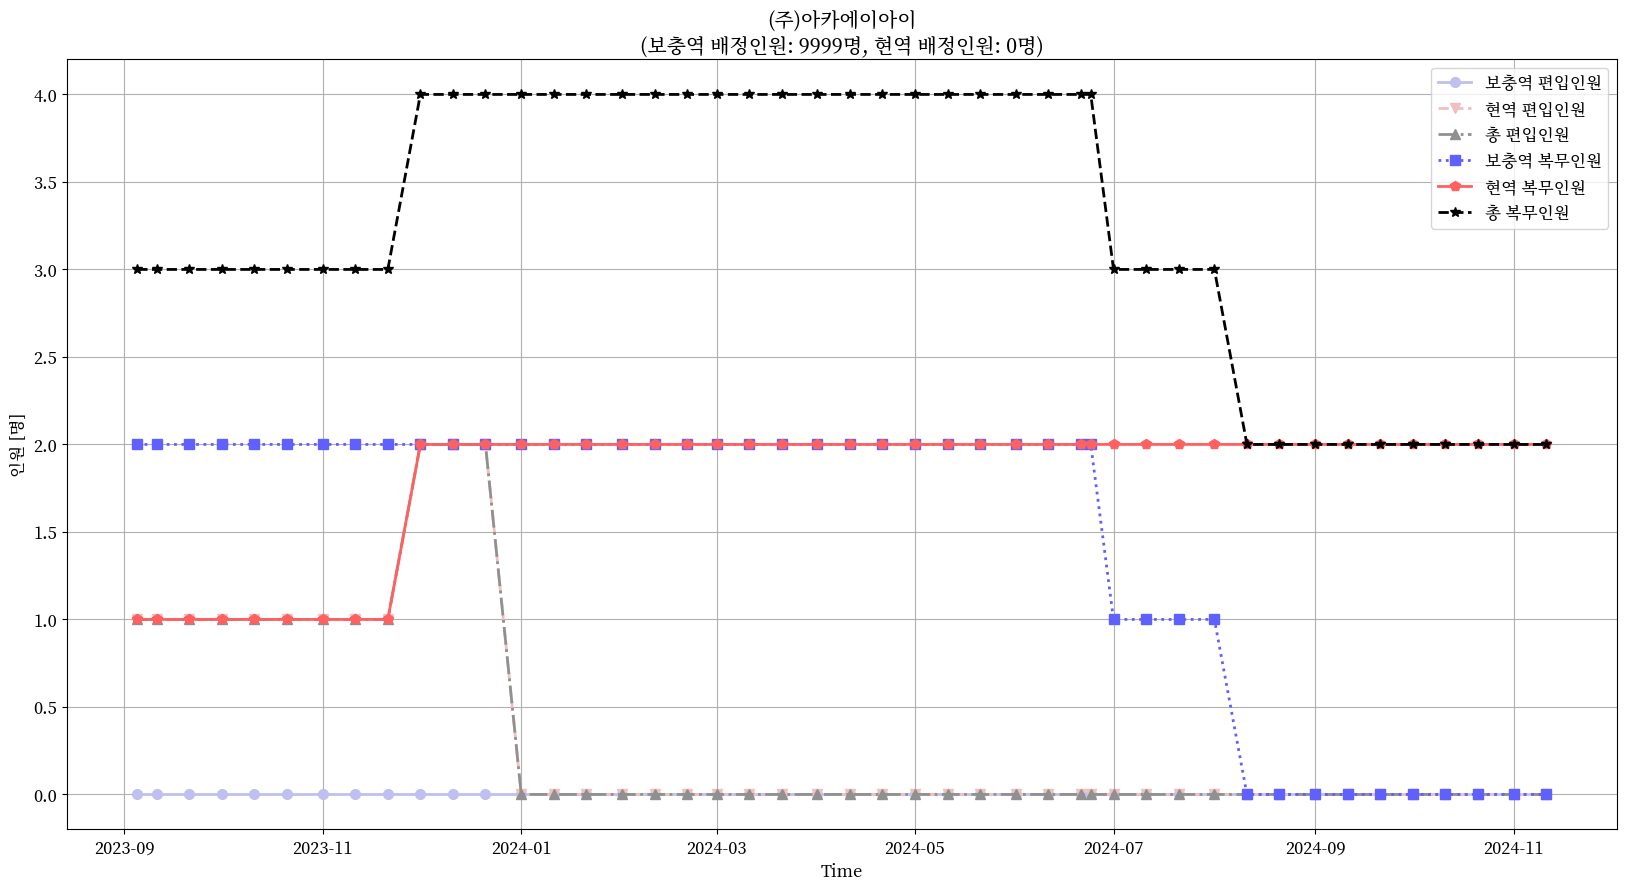 (주)아카에이아이
(보충역 배정인원: 9999명, 현역 배정인원: 0명)
보충역 편입인원
현역 편입인원
총 편입인원
보충역 복무인원
현역 복무인원
총 복무인원
인원 [명]
4.0
3.5
3.0
2.5
2.0
1.5
1.0
0.5
0.0
2023-09 2023-11 2024-01 2024-03 2024-05 2024-07 2024-09 2024-11
Time